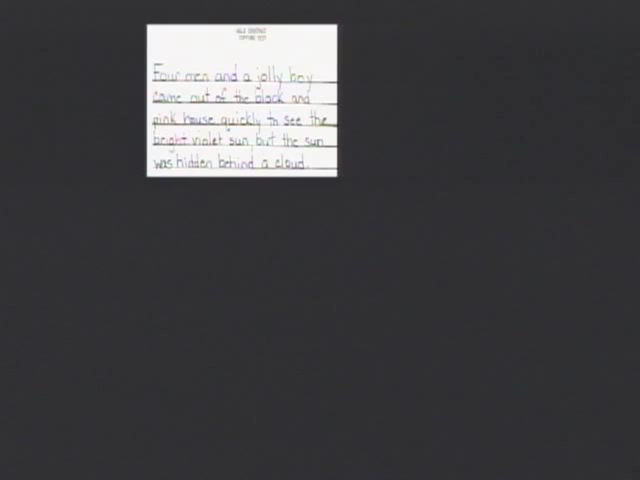 Four men and a jolly boy
came out of the black and
pink house quickly to see the
bright violet sun, but the sun
was hidden behind a cloud.